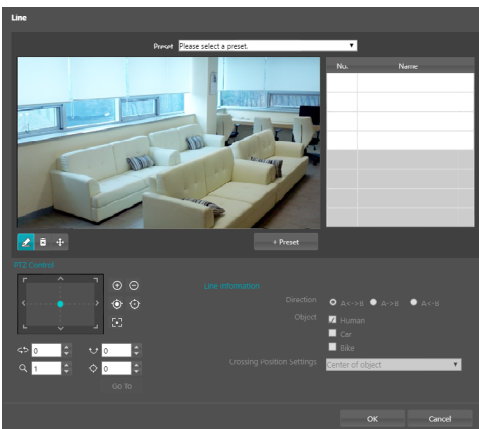 Line
Preset Please select a preset.
No. Name
+ Preset
PTZ Control
Line Information
Direction A<->B A->B A<-B
Object Human
Car
Bike
0 0
1 0
Crossing Position Settings Center of object
Go To
OK Cancel